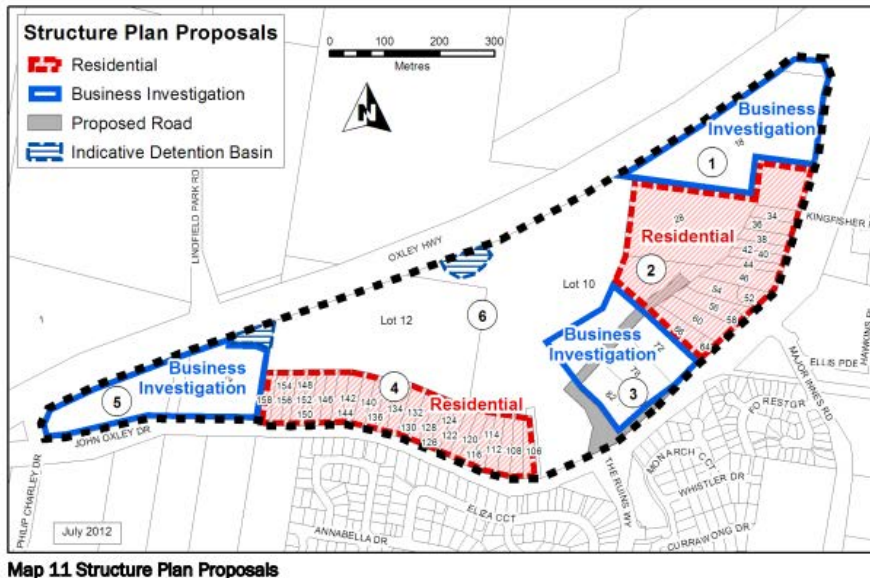 Structure Plan Proposals
Residential
Business Investigation
Proposed Road
Indicative Detention Basin
0 100 200 300
Metres
N
Business
Investigation
18
1
KINGFISHER R
LINDFIELD PARK RD
OXLEY HWY
28
34
36
38
42 40
44
46
Residential
2
54
52
56
58
60
66
64
Lot 10
Lot 12
6
HAWKINS P
MAJOR INNES RD
ELLIS PDE
Business
Investigation
72
78
82
3
Business
Investigation
5
4
Residential
154 148
158 156 152 146 142 140 134 132
150 144 136 130 128 124
126 122 120 114
116 112 108 106
JOHN OXLEY DR
PHILIP CHARLEY DR
THE RUINS WY
MONARCH CCT
FORESTGR
WHISTLER DR
CURRAWONG DR
ELIZA CCT
ANNABELLA DR
July 2012
Map 11 Structure Plan Proposals